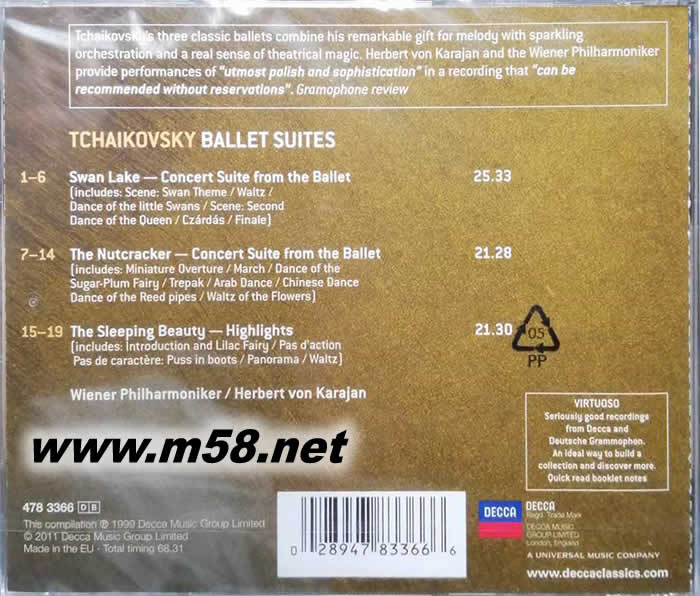 Tchaikovsky's three classic ballets combine his remarkable gift for melody with sparkling
orchestration and a real sense of theatrical magic. Herbert von Karajan and the Wiener Philharmoniker
provide performances of "utmost polish and sophistication" in a recording that "can be
recommended without reservations". Gramophone review
TCHAIKOVSKY BALLET SUITES
1–6 Swan Lake — Concert Suite from the Ballet 25.33
(includes: Scene: Swan Theme / Waltz /
Dance of the little Swans / Scene: Second
Dance of the Queen / Czárdás / Finale)
7–14 The Nutcracker — Concert Suite from the Ballet 21.28
(includes: Miniature Overture / March / Dance of the
Sugar-Plum Fairy / Trepak / Arab Dance / Chinese Dance
Dance of the Reed pipes / Waltz of the Flowers)
15–19 The Sleeping Beauty — Highlights 21.30
(includes: Introduction and Lilac Fairy / Pas d'action
Pas de caractère: Puss in boots / Panorama / Waltz)
05
PP
Wiener Philharmoniker / Herbert von Karajan
www.m58.net
VIRTUOSO
Seriously good recordings
from Decca and
Deutsche Grammophon.
An ideal way to build a
collection and discover more.
Quick read booklet notes
478 3366 D B
This compilation ℗ 1999 Decca Music Group Limited
© 2011 Decca Music Group Limited
Made in the EU · Total timing 68.31
0 28947 83366 6
DECCA
DECCA
Regd. Trade Mark
DECCA MUSIC
GROUP LIMITED
London, England
A UNIVERSAL MUSIC COMPANY
www.deccaclassics.com